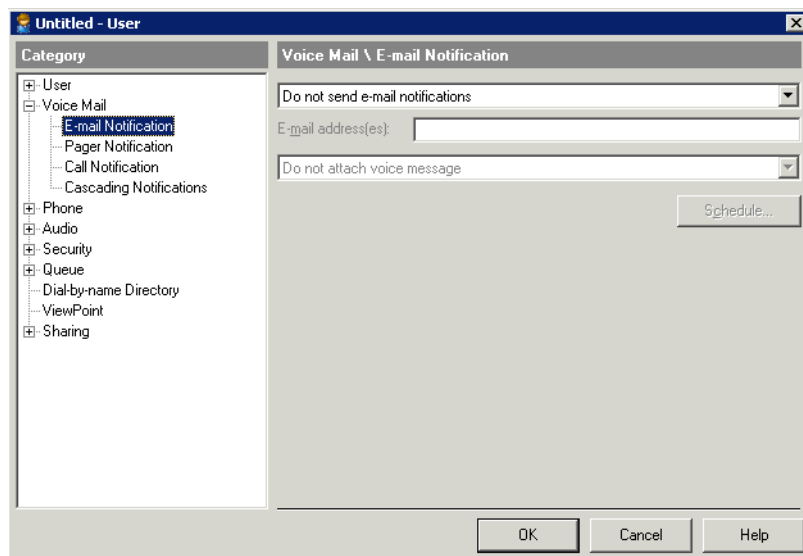 Untitled - User
Category
User
Voice Mail
E-mail Notification
Pager Notification
Call Notification
Cascading Notifications
Phone
Audio
Security
Queue
Dial-by-name Directory
ViewPoint
Sharing
Voice Mail \ E-mail Notification
Do not send e-mail notifications
E-mail address(es):
Do not attach voice message
Schedule...
OK
Cancel
Help